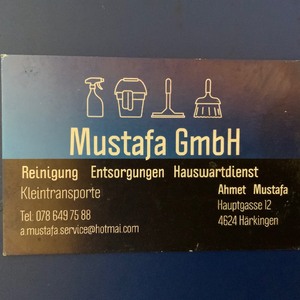 Mustafa GmbH
Reinigung Entsorgungen Hauswartdienst
Kleintransporte
Ahmet Mustafa
Hauptgasse 12
Tel. 078 649 75 88
4624 Härkingen
a.mustafa.service@hotmai.com